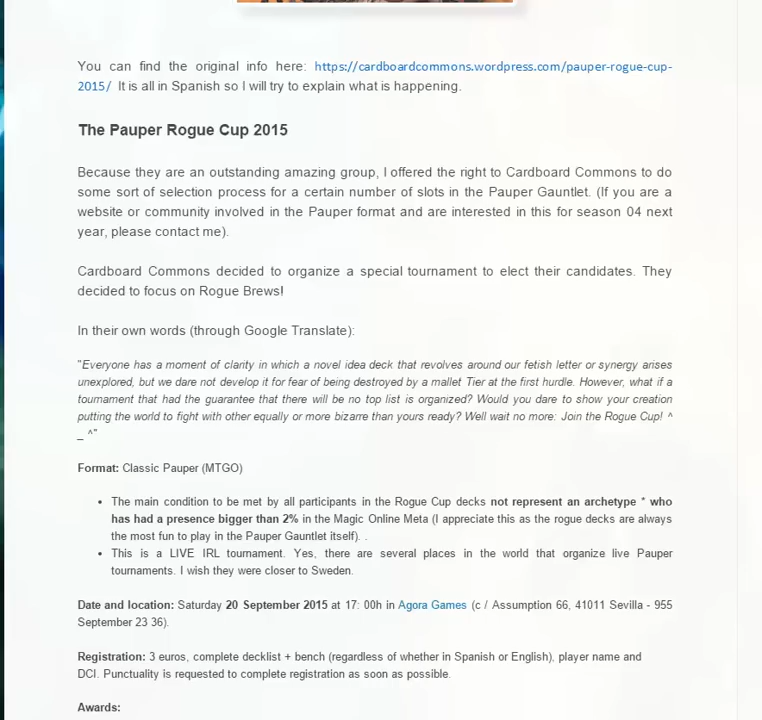 You can find the original info here: https://cardboardcommons.wordpress.com/pauper-rogue-cup-
2015/ It is all in Spanish so I will try to explain what is happening.
The Pauper Rogue Cup 2015
Because they are an outstanding amazing group, I offered the right to Cardboard Commons to do
some sort of selection process for a certain number of slots in the Pauper Gauntlet. (If you are a
website or community involved in the Pauper format and are interested in this for season 04 next
year, please contact me).
Cardboard Commons decided to organize a special tournament to elect their candidates. They
decided to focus on Rogue Brews!
In their own words (through Google Translate):
"Everyone has a moment of clarity in which a novel idea deck that revolves around our fetish letter or synergy arises
unexplored, but we dare not develop it for fear of being destroyed by a mallet Tier at the first hurdle. However, what if a
tournament that had the guarantee that there will be no top list is organized? Would you dare to show your creation
putting the world to fight with other equally or more bizarre than yours ready? Well wait no more: Join the Rogue Cup! ^
_ ^"
Format: Classic Pauper (MTGO)
• The main condition to be met by all participants in the Rogue Cup decks not represent an archetype * who
has had a presence bigger than 2% in the Magic Online Meta (I appreciate this as the rogue decks are always
the most fun to play in the Pauper Gauntlet itself). .
• This is a LIVE IRL tournament. Yes, there are several places in the world that organize live Pauper
tournaments. I wish they were closer to Sweden.
Date and location: Saturday 20 September 2015 at 17: 00h in Agora Games (c / Assumption 66, 41011 Sevilla - 955
September 23 36).
Registration: 3 euros, complete decklist + bench (regardless of whether in Spanish or English), player name and
DCI. Punctuality is requested to complete registration as soon as possible.
Awards: